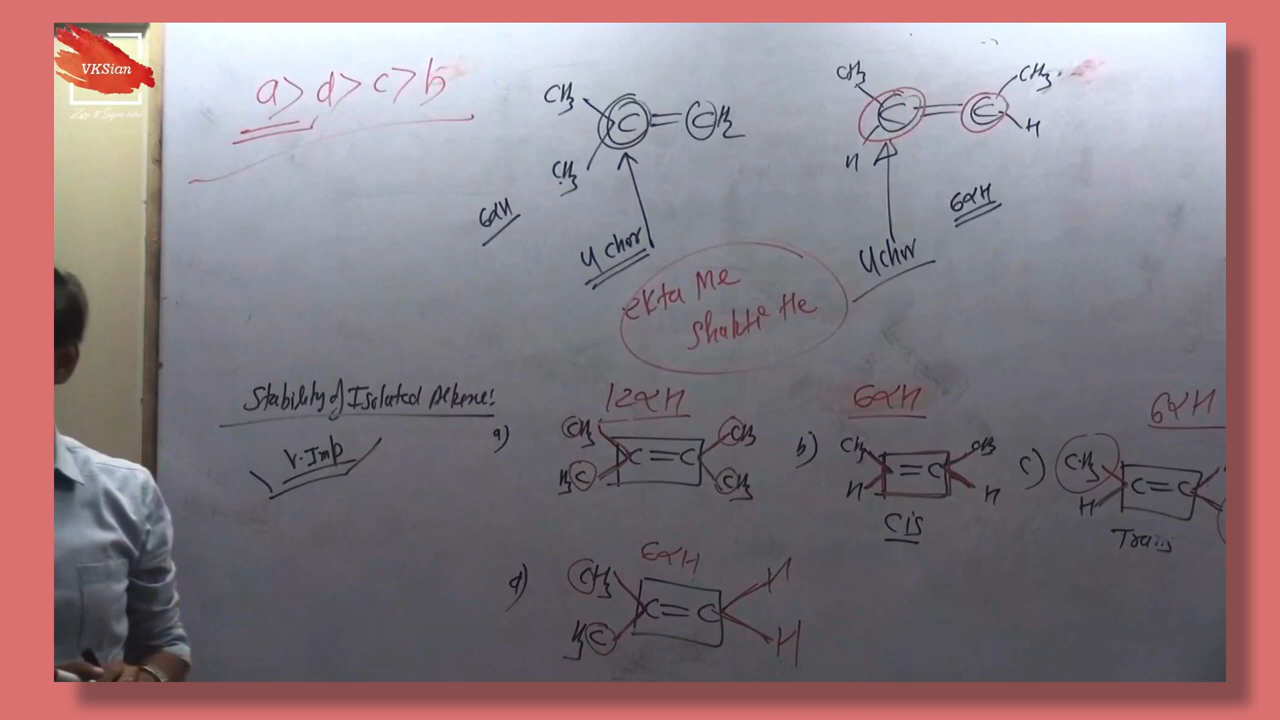 VKSian
a > d > c > b
CH3
C = CH2
CH3
6αH
4 chor
CH3
CH3
C = C
H
H
6αH
4 chor
ekta Me
shakti He
Stability of Isolated Alkene:
V.Imp
a)
12αH
CH3
CH3
C = C
H3C
CH3
b)
6αH
CH3
CH3
= C
H
H
Cis
c)
6αH
CH3
C = C
H
Trans
d)
6αH
CH3
H
C = C
H3C
H